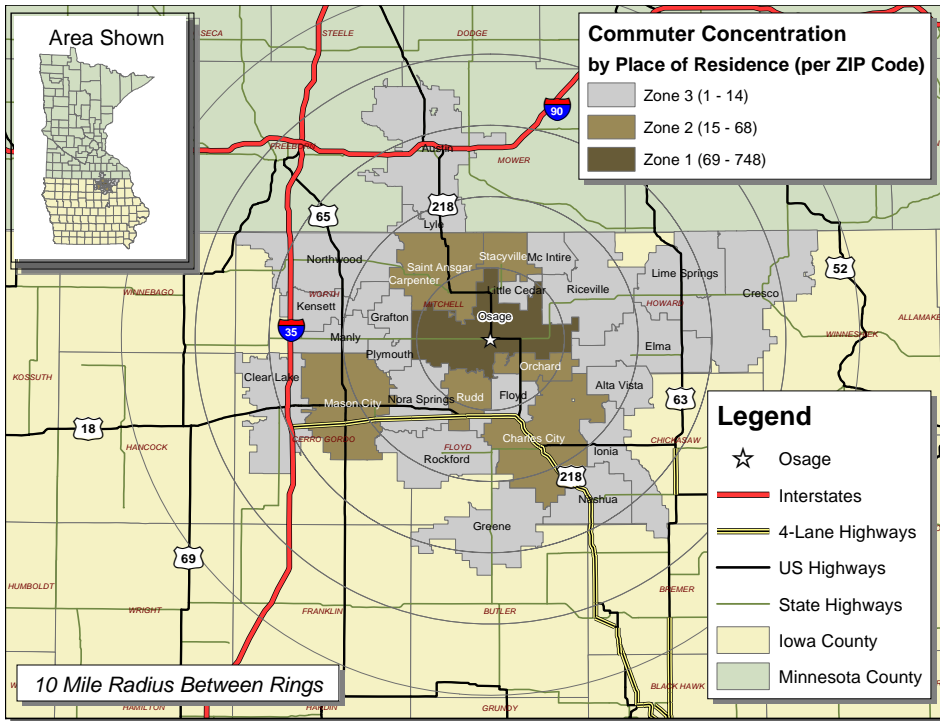 Area Shown
SECA
STEELE
DODGE
Commuter Concentration
by Place of Residence (per ZIP Code)
Zone 3 (1 - 14)
Zone 2 (15 - 68)
Zone 1 (69 - 748)
90
Austin
FREEBORN
MOWER
218
65
Lyle
Northwood
Saint Ansgar
Stacyville
Mc Intire
Carpenter
Lime Springs
52
WINNEBAGO
WORTH
Kensett
MITCHELL
Little Cedar
Riceville
HOWARD
Cresco
Grafton
Osage
ALLAMAKE
35
Manly
WINNESHIEK
Plymouth
Elma
KOSSUTH
Clear Lake
Orchard
Alta Vista
Mason City
Nora Springs
Rudd
Floyd
63
18
HANCOCK
CERRO GORDO
FLOYD
Charles City
CHICKASAW
Rockford
Ionia
218
Nashua
Greene
69
HUMBOLDT
WRIGHT
FRANKLIN
BUTLER
BREMER
BLACK HAWK
HAMILTON
HARDIN
GRUNDY
10 Mile Radius Between Rings
Legend
Osage
Interstates
4-Lane Highways
US Highways
State Highways
Iowa County
Minnesota County